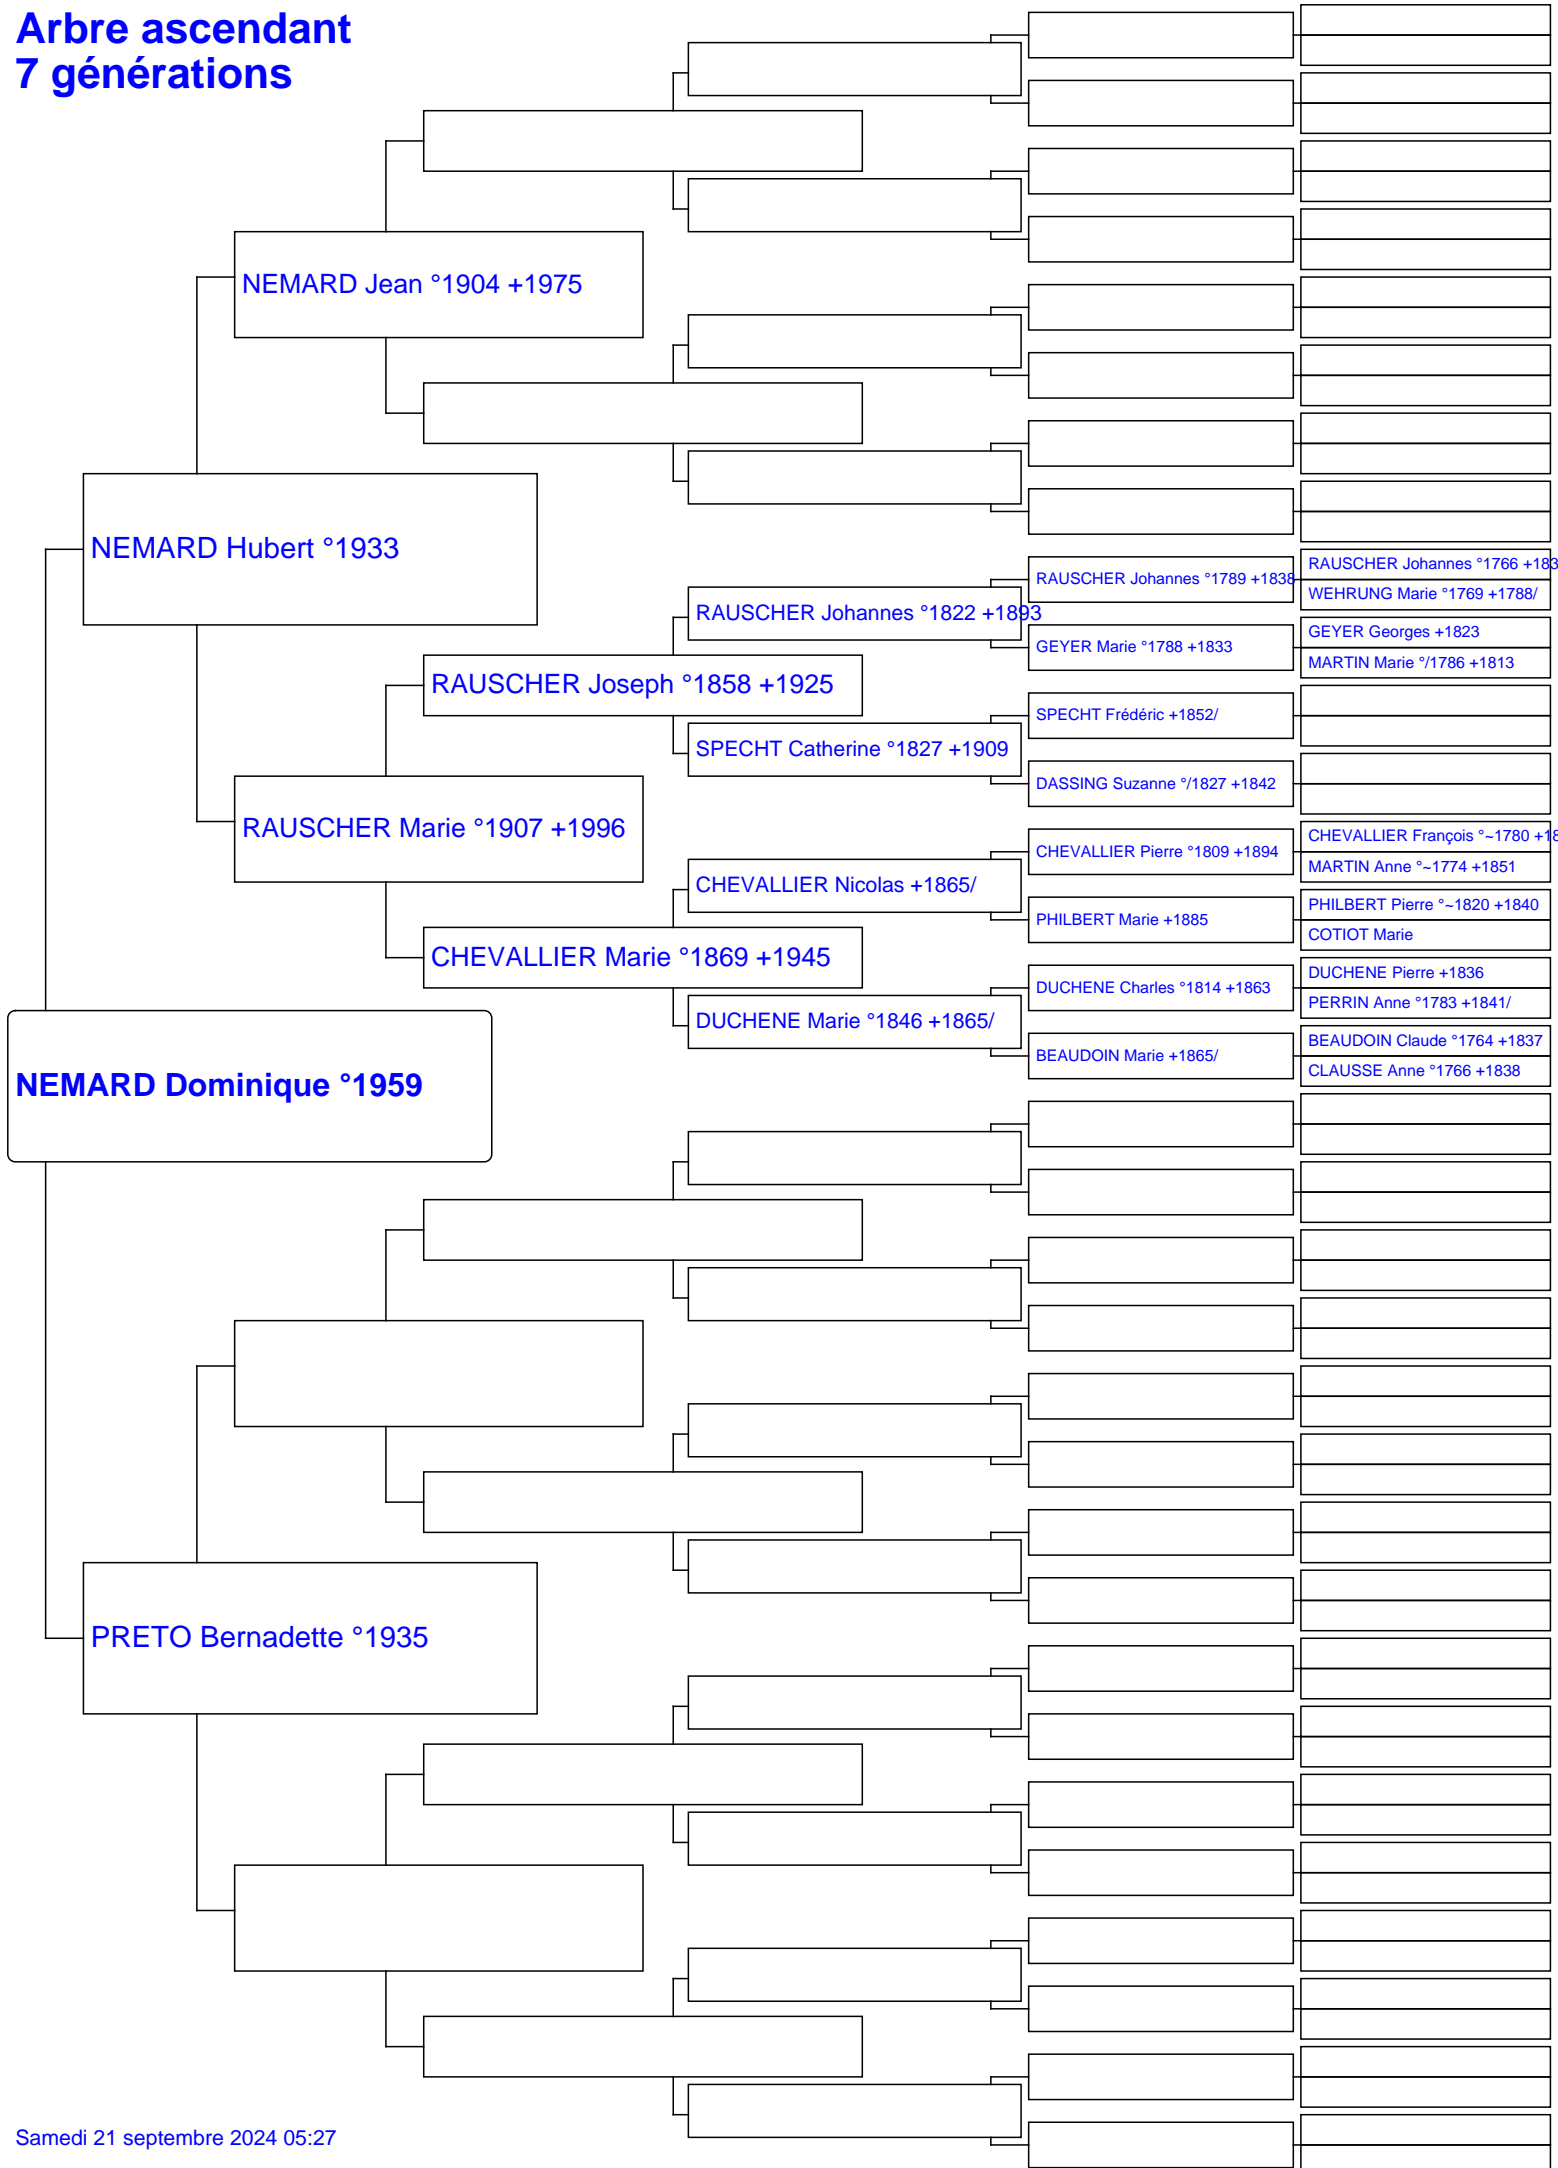 Arbre ascendant
7 générations
NEMARD Jean °1904 +1975
NEMARD Hubert °1933
RAUSCHER Johannes °1766 +183
RAUSCHER Johannes °1789 +1838
WEHRUNG Marie °1769 +1788/
RAUSCHER Johannes °1822 +1893
GEYER Georges +1823
GEYER Marie °1788 +1833
MARTIN Marie °/1786 +1813
RAUSCHER Joseph °1858 +1925
SPECHT Frédéric +1852/
SPECHT Catherine °1827 +1909
DASSING Suzanne °/1827 +1842
RAUSCHER Marie °1907 +1996
CHEVALLIER François °~1780 +18
CHEVALLIER Pierre °1809 +1894
MARTIN Anne °~1774 +1851
CHEVALLIER Nicolas +1865/
PHILBERT Pierre °~1820 +1840
PHILBERT Marie +1885
COTIOT Marie
CHEVALLIER Marie °1869 +1945
DUCHENE Pierre +1836
DUCHENE Charles °1814 +1863
PERRIN Anne °1783 +1841/
DUCHENE Marie °1846 +1865/
BEAUDOIN Claude °1764 +1837
BEAUDOIN Marie +1865/
CLAUSSE Anne °1766 +1838
NEMARD Dominique °1959
PRETO Bernadette °1935
Samedi 21 septembre 2024 05:27